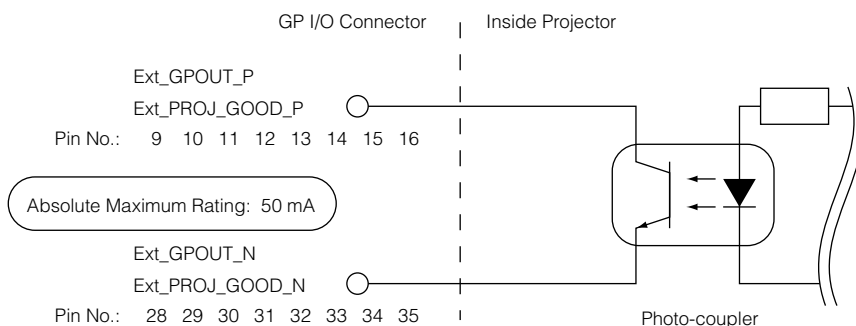 GP I/O Connector
Inside Projector
Ext_GPOUT_P
Ext_PROJ_GOOD_P
Pin No.: 9 10 11 12 13 14 15 16
Absolute Maximum Rating: 50 mA
Ext_GPOUT_N
Ext_PROJ_GOOD_N
Pin No.: 28 29 30 31 32 33 34 35
Photo-coupler